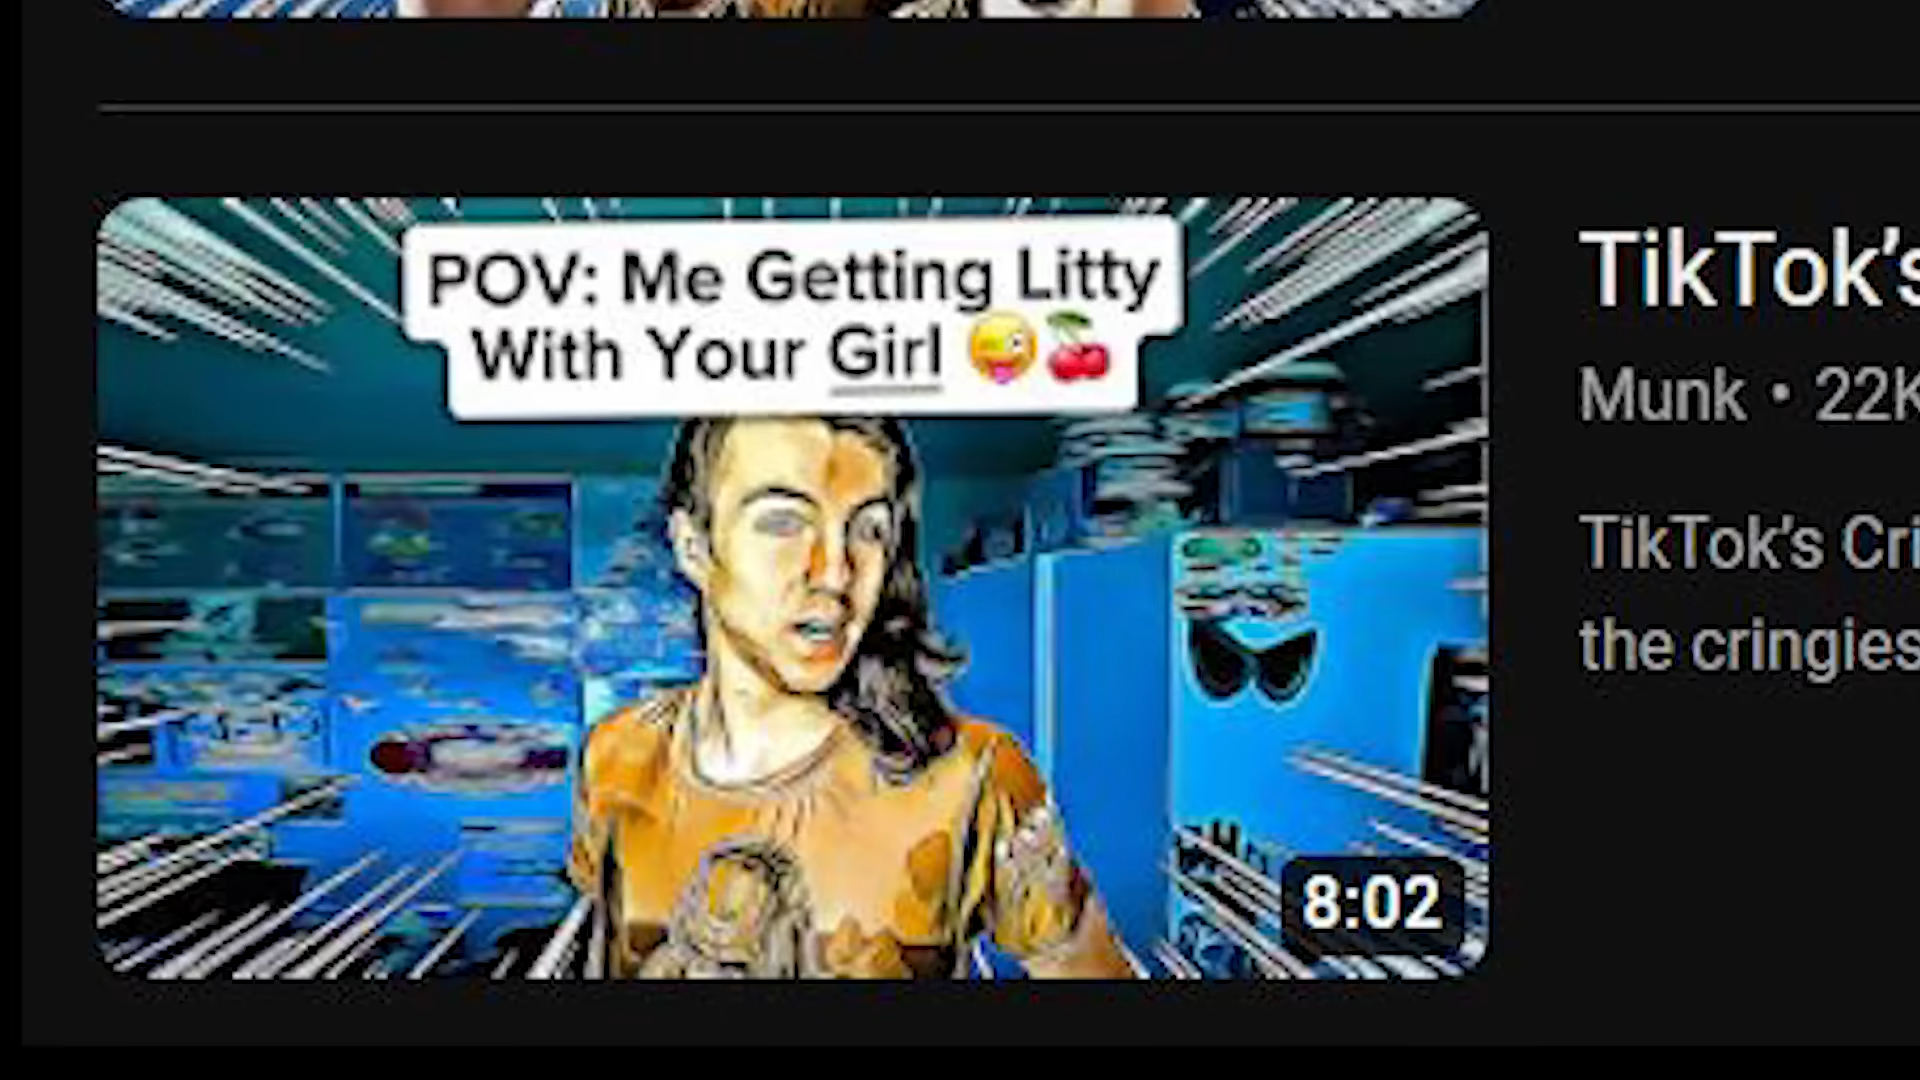 POV: Me Getting Litty
With Your Girl 😜🍒
8:02
TikTok's
Munk • 22K
TikTok's Cri
the cringies